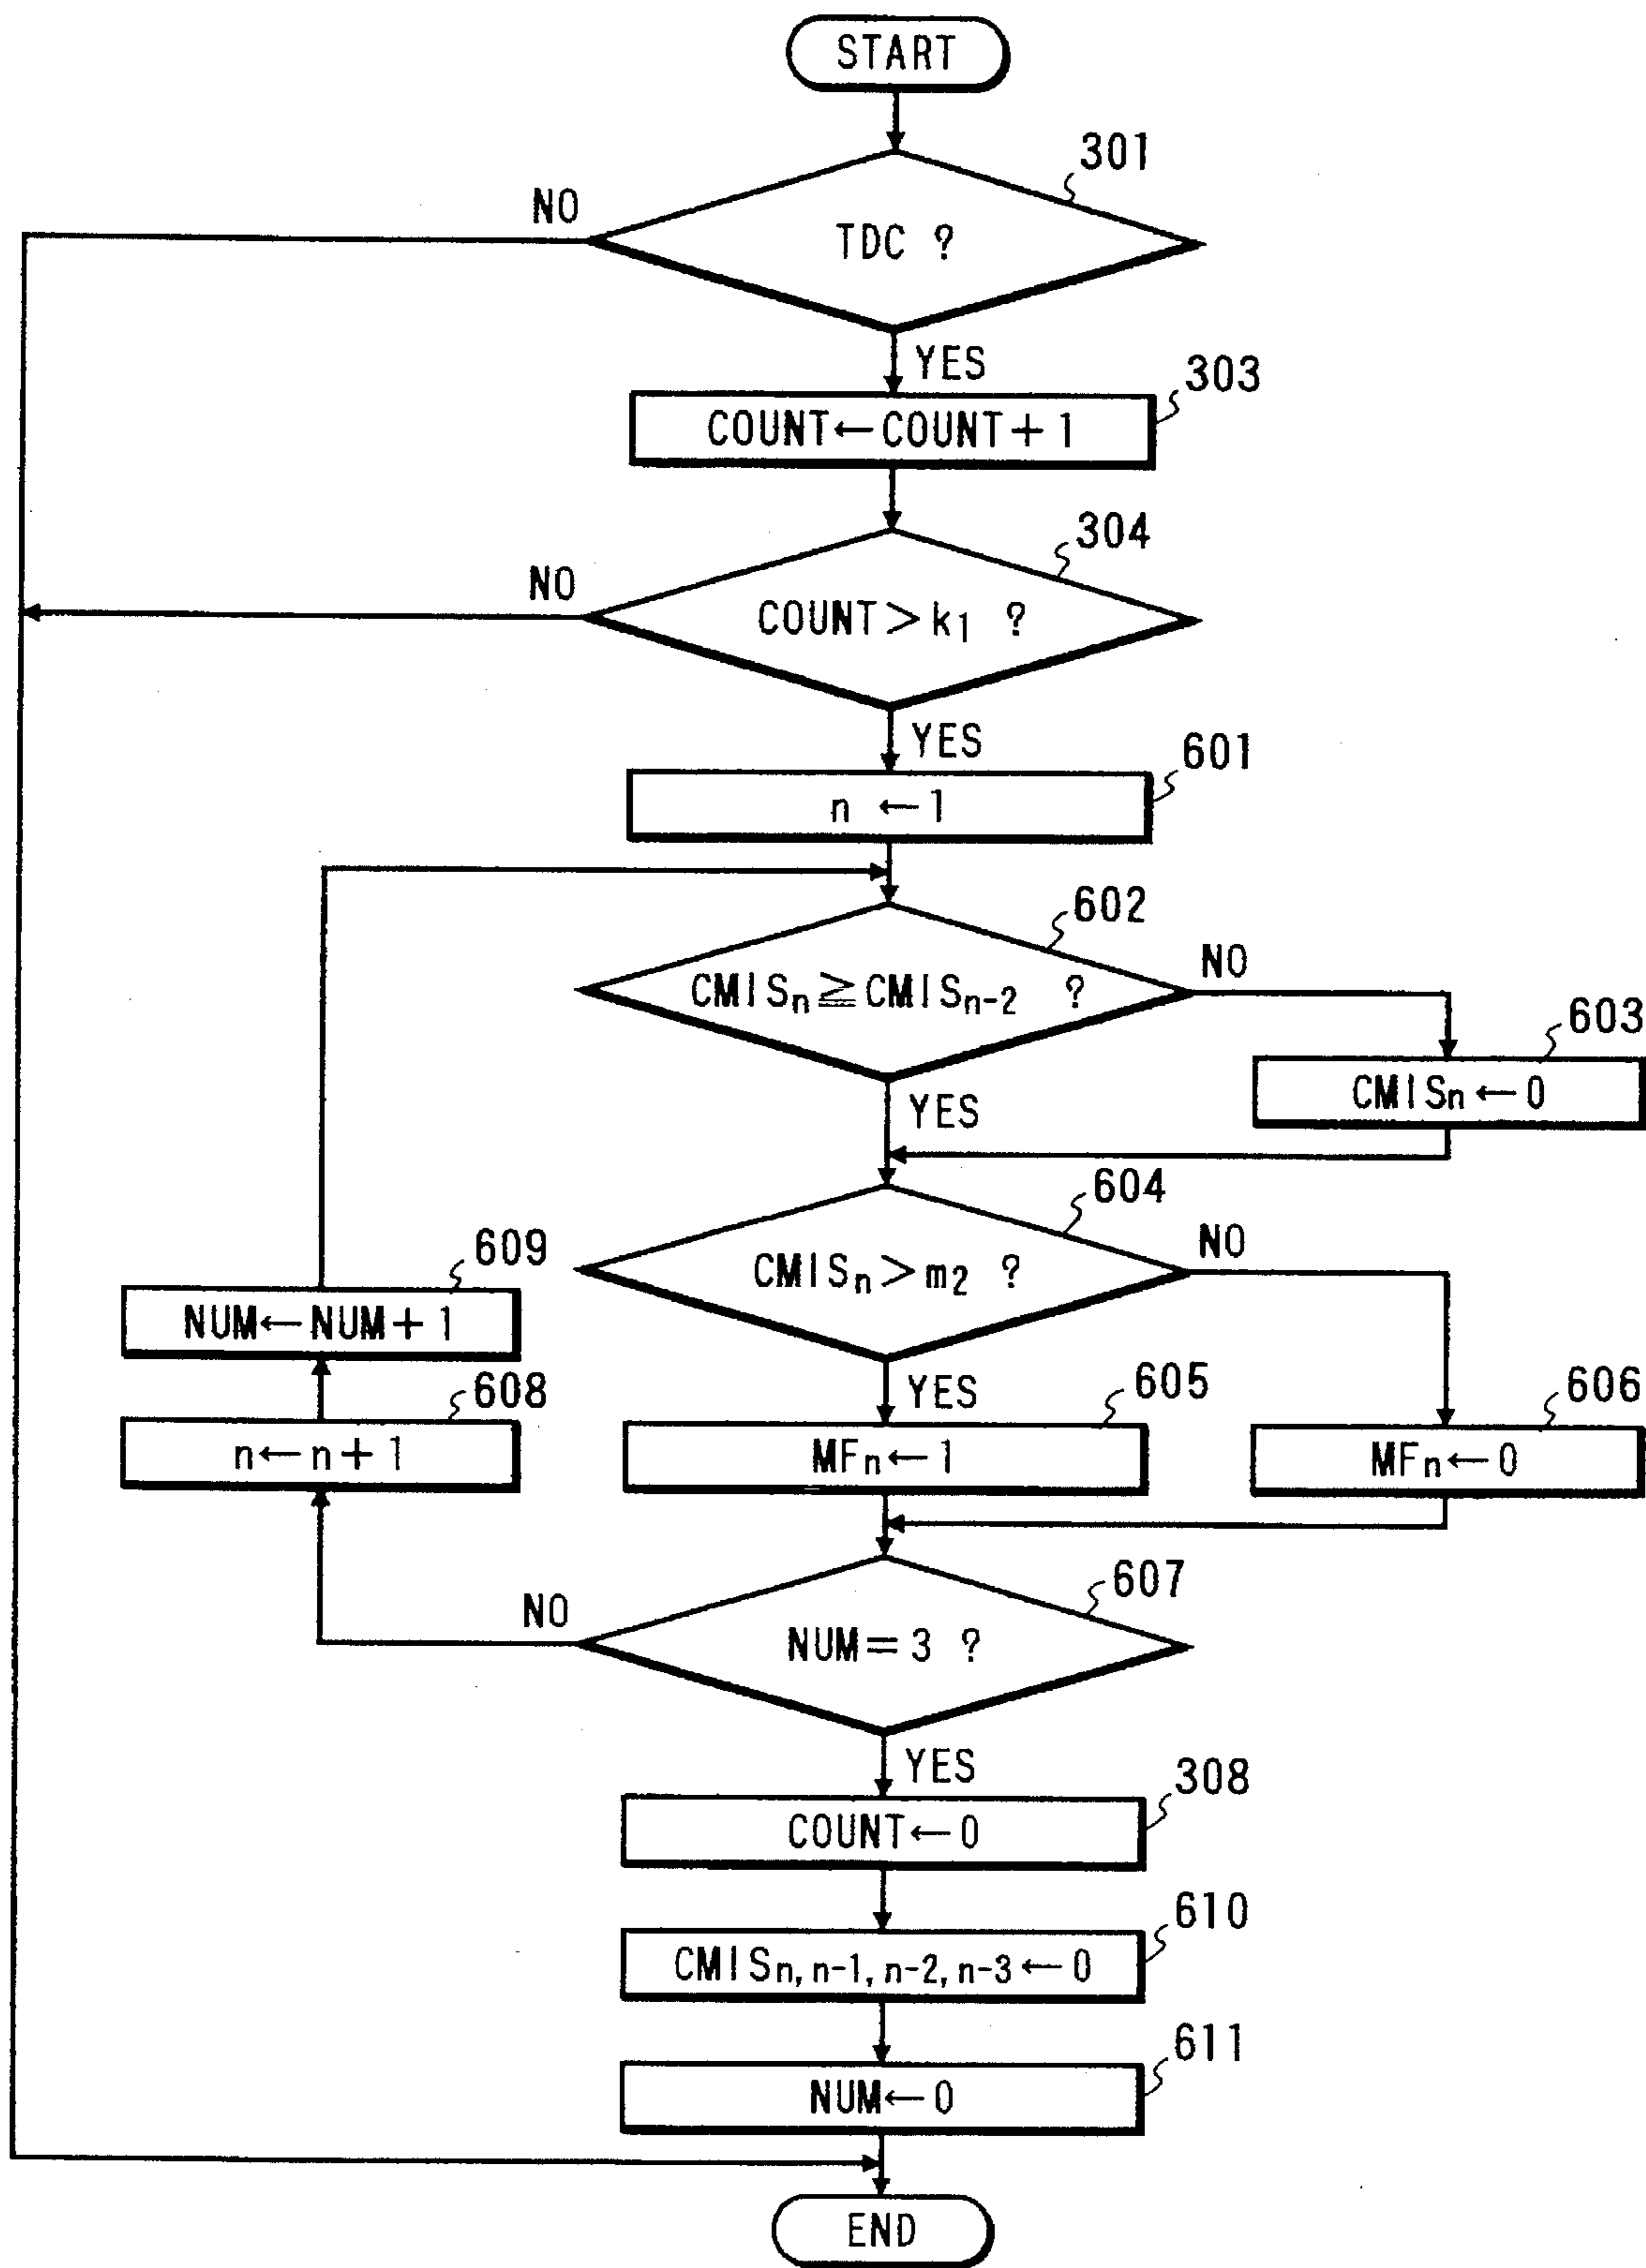 START
301
NO
TDC ?
YES
303
COUNT←COUNT+1
304
NO
COUNT>k1 ?
YES
601
n ←1
602
NO
CMISn≧CMISn-2 ?
603
CMISn←0
YES
604
NO
CMISn>m2 ?
609
NUM←NUM+1
YES
605
608
606
n←n+1
MFn←1
MFn←0
607
NO
NUM=3 ?
YES
308
COUNT←0
610
CMISn, n-1, n-2, n-3←0
611
NUM←0
END